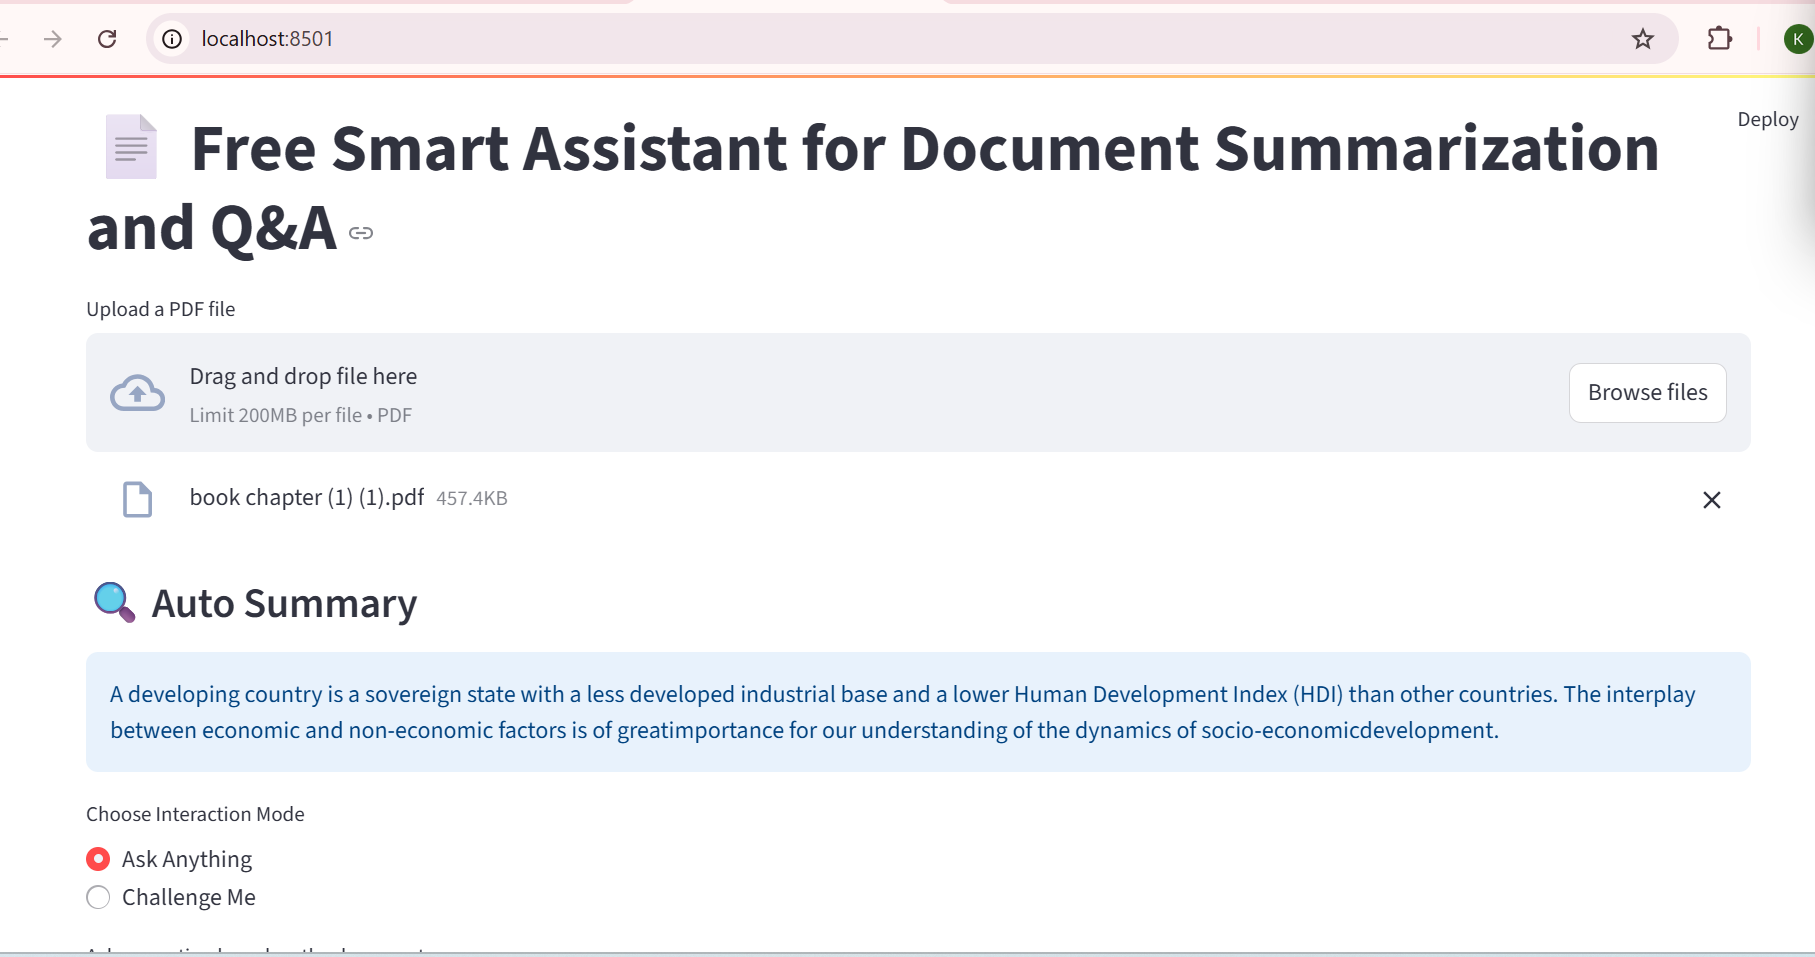 localhost:8501
K
Deploy
Free Smart Assistant for Document Summarization
and Q&A
Upload a PDF file
Drag and drop file here
Limit 200MB per file • PDF
Browse files
book chapter (1) (1).pdf 457.4KB
Auto Summary
A developing country is a sovereign state with a less developed industrial base and a lower Human Development Index (HDI) than other countries. The interplay
between economic and non-economic factors is of greatimportance for our understanding of the dynamics of socio-economicdevelopment.
Choose Interaction Mode
Ask Anything
Challenge Me